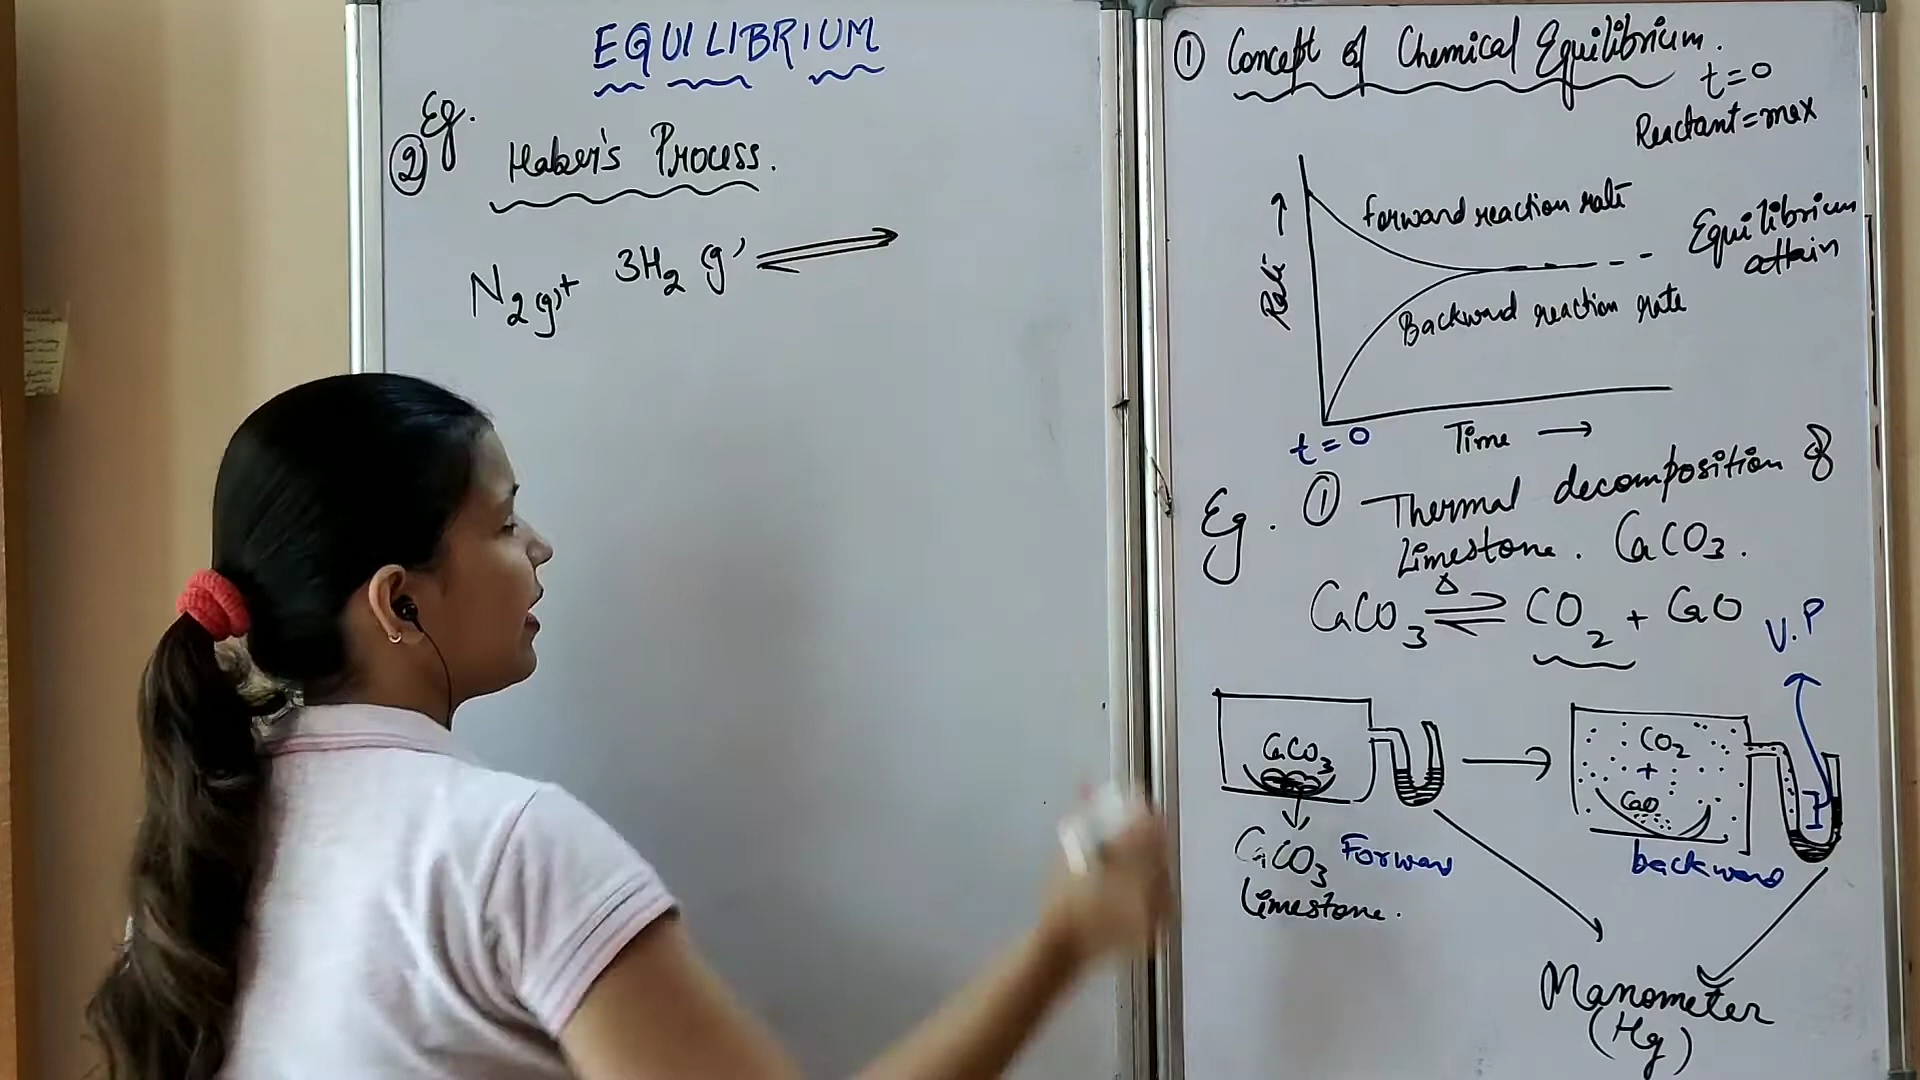 EQUILIBRIUM
Eg.
② Haber's Process.
N2(g) + 3H2(g) ⇌
① Concept of Chemical Equilibrium.
t=0
Reactant=max
Rate →
forward reaction rate
Equilibrium
attain
Backward reaction rate
t=0 Time →
Eg. ① Thermal decomposition of
Limestone. CaCO3.
Δ
CaCO3 ⇌ CO2 + CaO
V.P
CaCO3
CO2
+
CaO
CaCO3 Forward
backward
Limestone.
Manometer
(Hg)